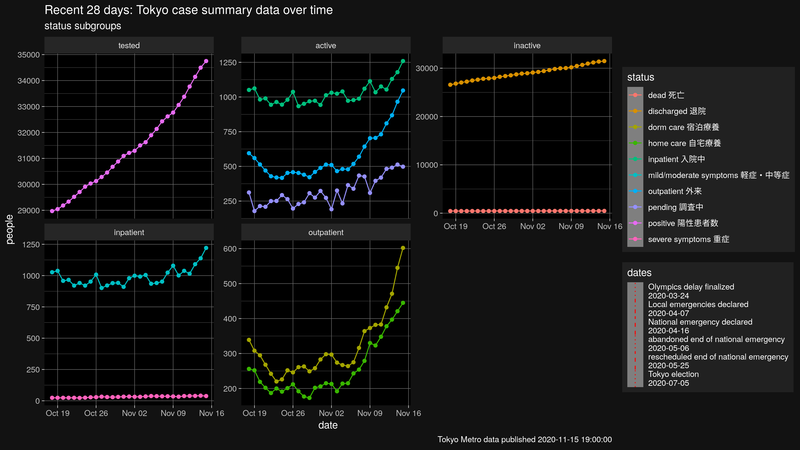 Recent 28 days: Tokyo case summary data over time
status subgroups
tested
active
inactive
35000
34000
33000
32000
31000
30000
29000
1250
1000
750
500
250
30000
20000
10000
0
Oct 19
Oct 26
Nov 02
Nov 09
Nov 16
people
inpatient
outpatient
1250
1000
750
500
250
0
600
500
400
300
200
Oct 19
Oct 26
Nov 02
Nov 09
Nov 16
Oct 19
Oct 26
Nov 02
Nov 09
Nov 16
date
status
dead 死亡
discharged 退院
dorm care 宿泊療養
home care 自宅療養
inpatient 入院中
mild/moderate symptoms 軽症・中等症
outpatient 外来
pending 調査中
positive 陽性患者数
severe symptoms 重症
dates
Olympics delay finalized
2020-03-24
Local emergencies declared
2020-04-07
National emergency declared
2020-04-16
abandoned end of national emergency
2020-05-06
rescheduled end of national emergency
2020-05-25
Tokyo election
2020-07-05
Tokyo Metro data published 2020-11-15 19:00:00